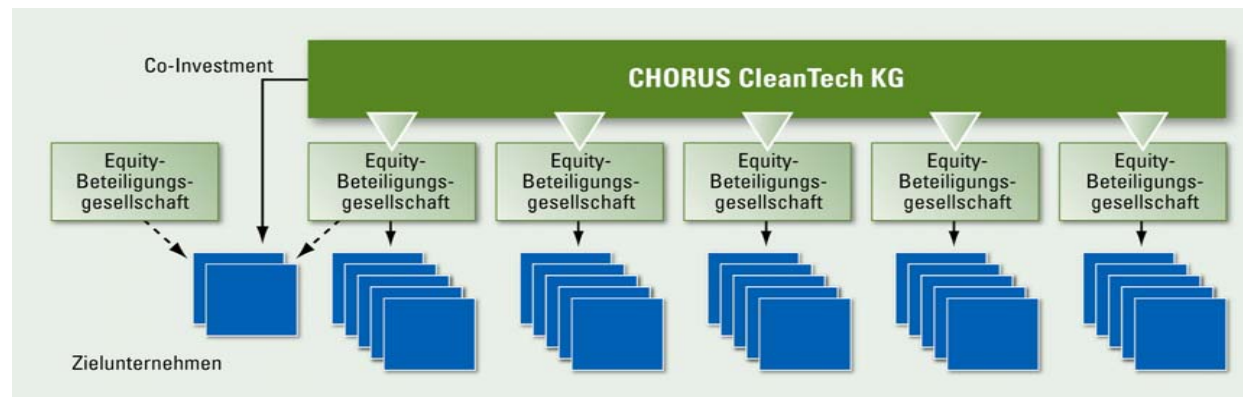 Co-Investment
CHORUS CleanTech KG
Equity-
Beteiligungs-
gesellschaft
Equity-
Beteiligungs-
gesellschaft
Equity-
Beteiligungs-
gesellschaft
Equity-
Beteiligungs-
gesellschaft
Equity-
Beteiligungs-
gesellschaft
Equity-
Beteiligungs-
gesellschaft
Zielunternehmen